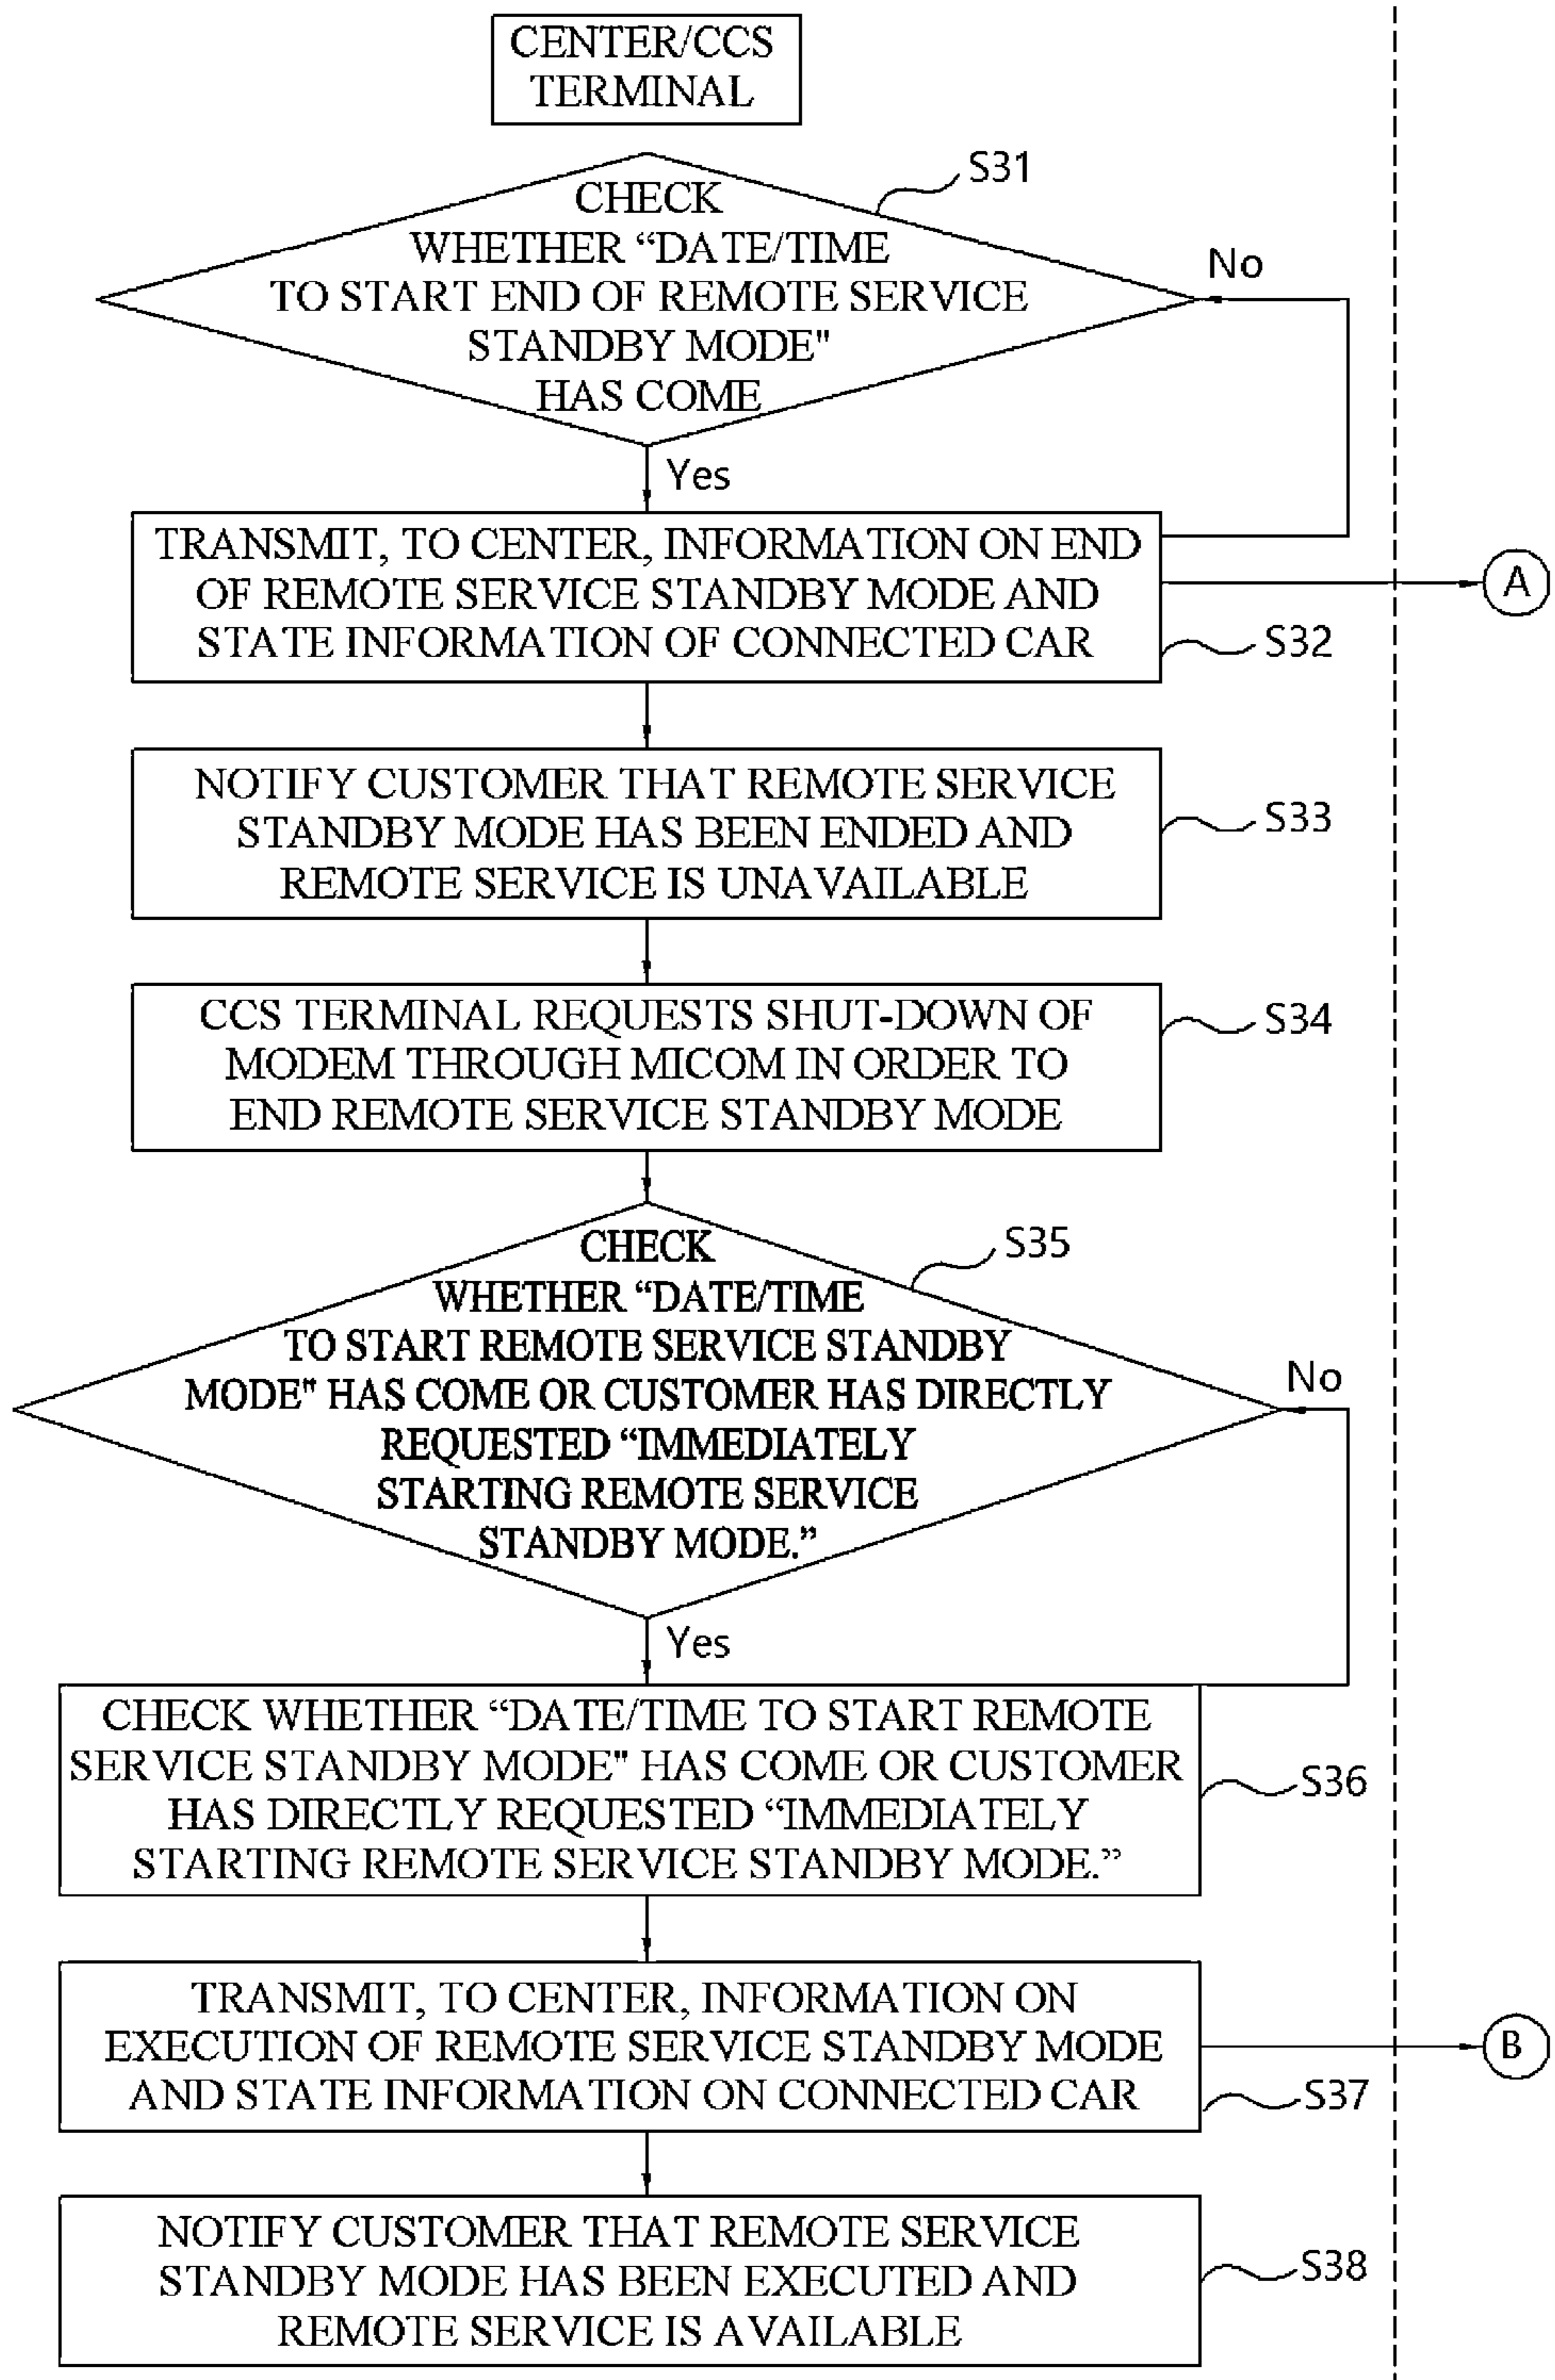 CENTER/CCS
TERMINAL
S31
CHECK
WHETHER “DATE/TIME
TO START END OF REMOTE SERVICE
STANDBY MODE"
HAS COME
No
Yes
TRANSMIT, TO CENTER, INFORMATION ON END
OF REMOTE SERVICE STANDBY MODE AND
STATE INFORMATION OF CONNECTED CAR
A
S32
NOTIFY CUSTOMER THAT REMOTE SERVICE
STANDBY MODE HAS BEEN ENDED AND
REMOTE SERVICE IS UNAVAILABLE
S33
CCS TERMINAL REQUESTS SHUT-DOWN OF
MODEM THROUGH MICOM IN ORDER TO
END REMOTE SERVICE STANDBY MODE
S34
CHECK
WHETHER “DATE/TIME
TO START REMOTE SERVICE STANDBY
MODE" HAS COME OR CUSTOMER HAS DIRECTLY
REQUESTED “IMMEDIATELY
STARTING REMOTE SERVICE
STANDBY MODE.”
S35
No
Yes
CHECK WHETHER “DATE/TIME TO START REMOTE
SERVICE STANDBY MODE" HAS COME OR CUSTOMER
HAS DIRECTLY REQUESTED “IMMEDIATELY
STARTING REMOTE SERVICE STANDBY MODE.”
S36
TRANSMIT, TO CENTER, INFORMATION ON
EXECUTION OF REMOTE SERVICE STANDBY MODE
AND STATE INFORMATION ON CONNECTED CAR
B
S37
NOTIFY CUSTOMER THAT REMOTE SERVICE
STANDBY MODE HAS BEEN EXECUTED AND
REMOTE SERVICE IS AVAILABLE
S38